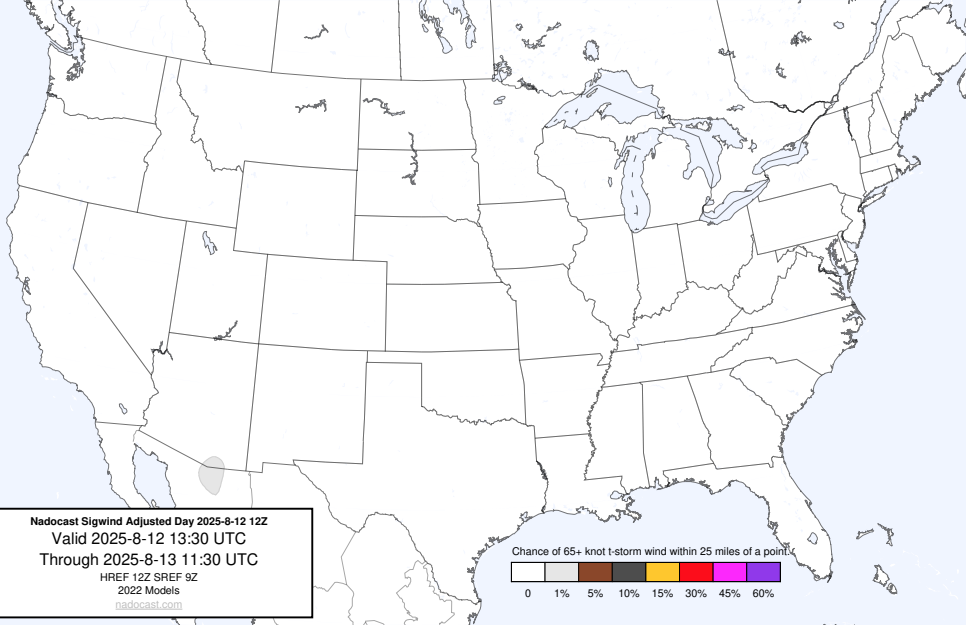 Nadocast Sigwind Adjusted Day 2025-8-12 12Z
Valid 2025-8-12 13:30 UTC
Through 2025-8-13 11:30 UTC
HREF 12Z SREF 9Z
2022 Models
nadocast.com
Chance of 65+ knot t-storm wind within 25 miles of a point.
0 1% 5% 10% 15% 30% 45% 60%